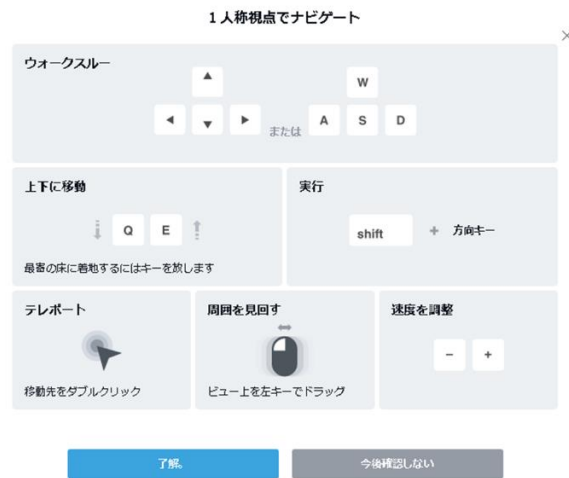 1人称視点でナビゲート
ウォークスルー
W
または
A S D
上下に移動
Q E
最寄の床に着地するにはキーを放します
実行
shift + 方向キー
テレポート
移動先をダブルクリック
周囲を見回す
ビュー上を左キーでドラッグ
速度を調整
- +
了解。
今後確認しない